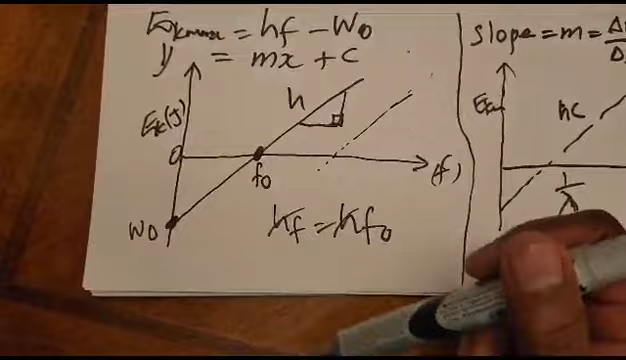 Ekmax = hf - W0
y = mx + c
Ek(J)
h
0
f0
(f)
W0
hf = hf0
Slope = m = Δ
Δ
Ek
hc
1
λ